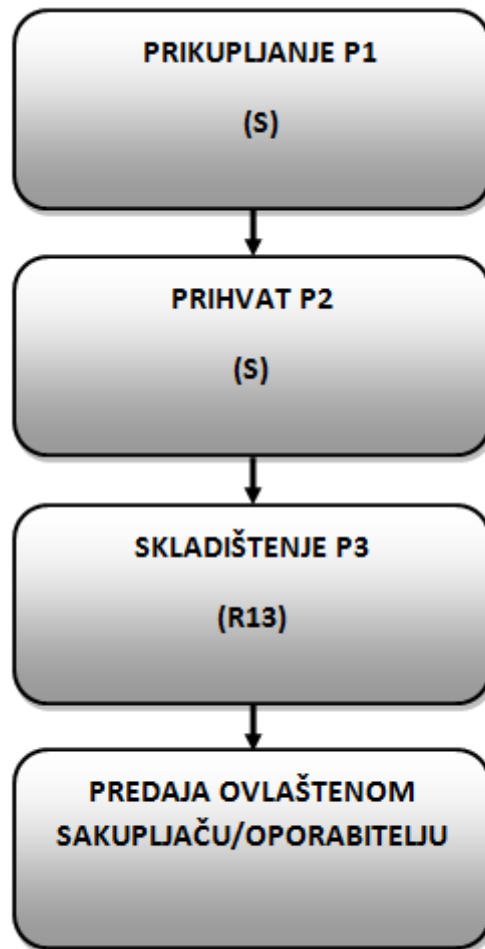 PRIKUPLJANJE P1
(S)
PRIHVAT P2
(S)
SKLADIŠTENJE P3
(R13)
PREDAJA OVLAŠTENOM
SAKUPLJAČU/OPORABITELJU